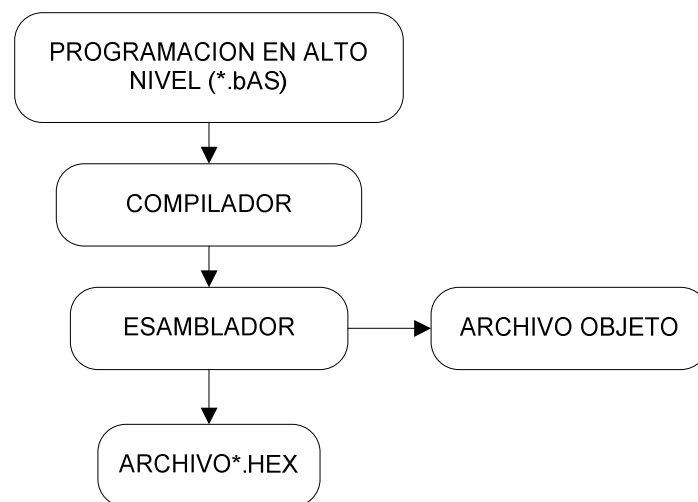 PROGRAMACION EN ALTO
NIVEL (*.bAS)
COMPILADOR
ESAMBLADOR
ARCHIVO OBJETO
ARCHIVO*.HEX